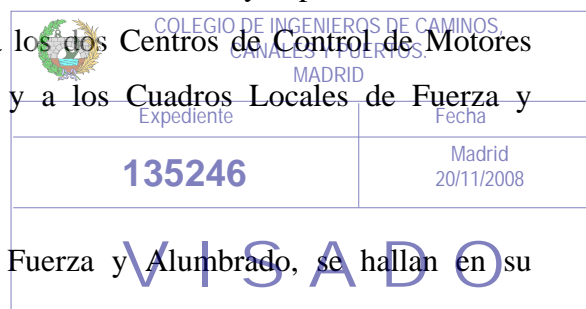 COLEGIO DE INGENIEROS DE CAMINOS,
los dos Centros de Control de Motores
CANALES Y PUERTOS.
MADRID
y a los Cuadros Locales de Fuerza y
Expediente Fecha
135246 Madrid
20/11/2008
Fuerza y Alumbrado, se hallan en su
VISADO